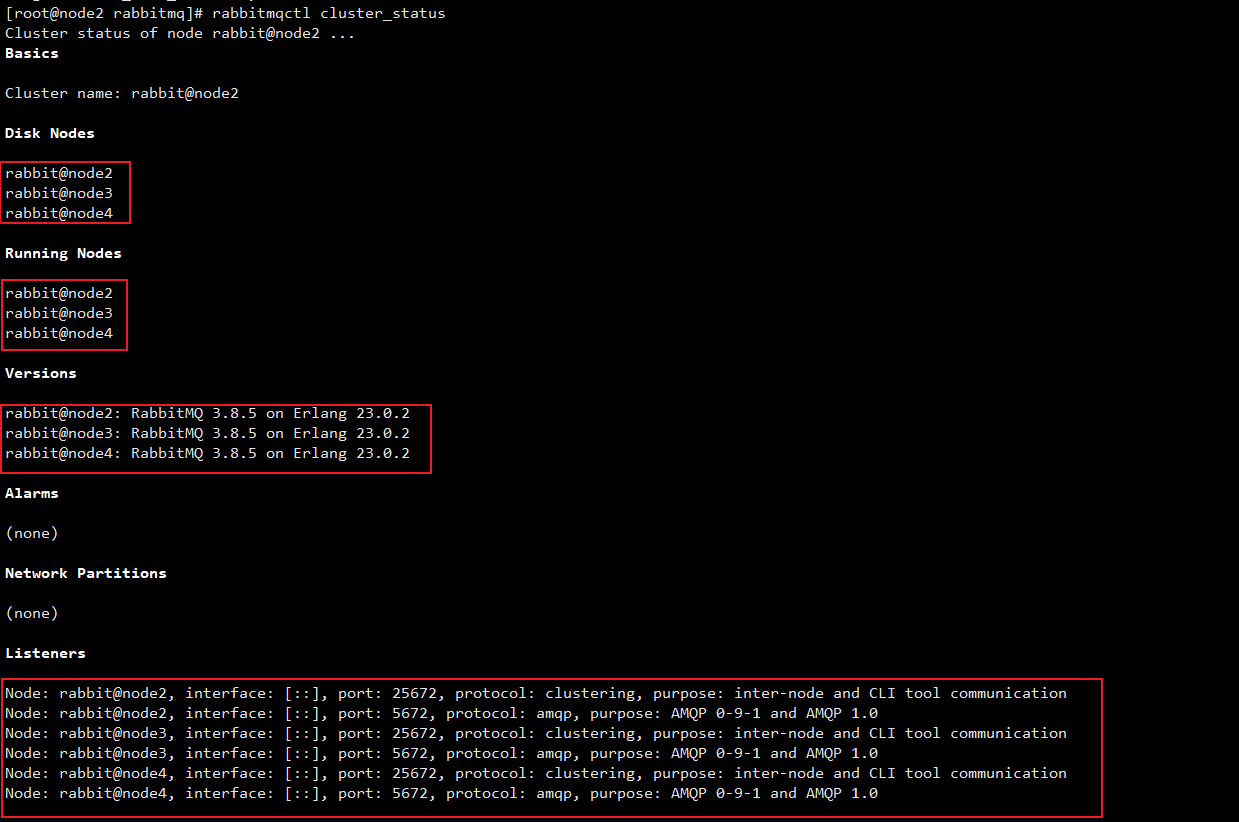 [root@node2 rabbitmq]# rabbitmqctl cluster_status
Cluster status of node rabbit@node2 ...
Basics
Cluster name: rabbit@node2
Disk Nodes
rabbit@node2
rabbit@node3
rabbit@node4
Running Nodes
rabbit@node2
rabbit@node3
rabbit@node4
Versions
rabbit@node2: RabbitMQ 3.8.5 on Erlang 23.0.2
rabbit@node3: RabbitMQ 3.8.5 on Erlang 23.0.2
rabbit@node4: RabbitMQ 3.8.5 on Erlang 23.0.2
Alarms
(none)
Network Partitions
(none)
Listeners
Node: rabbit@node2, interface: [::], port: 25672, protocol: clustering, purpose: inter-node and CLI tool communication
Node: rabbit@node2, interface: [::], port: 5672, protocol: amqp, purpose: AMQP 0-9-1 and AMQP 1.0
Node: rabbit@node3, interface: [::], port: 25672, protocol: clustering, purpose: inter-node and CLI tool communication
Node: rabbit@node3, interface: [::], port: 5672, protocol: amqp, purpose: AMQP 0-9-1 and AMQP 1.0
Node: rabbit@node4, interface: [::], port: 25672, protocol: clustering, purpose: inter-node and CLI tool communication
Node: rabbit@node4, interface: [::], port: 5672, protocol: amqp, purpose: AMQP 0-9-1 and AMQP 1.0